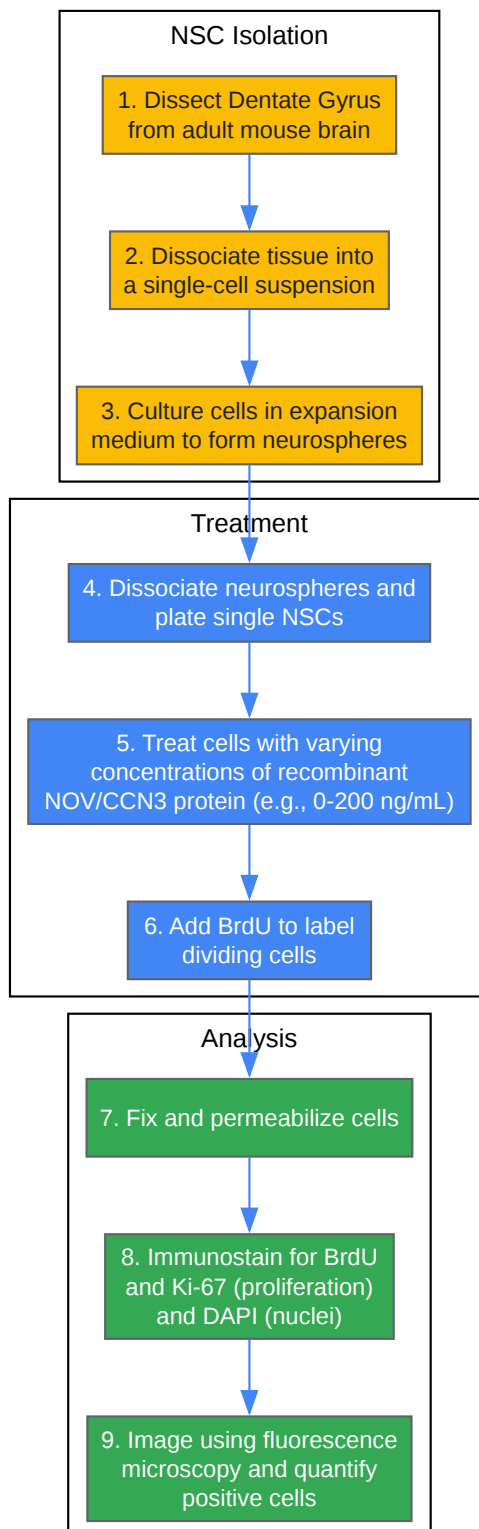 NSC Isolation
1. Dissect Dentate Gyrus
from adult mouse brain
2. Dissociate tissue into
a single-cell suspension
3. Culture cells in expansion
medium to form neurospheres
Treatment
4. Dissociate neurospheres and
plate single NSCs
5. Treat cells with varying
concentrations of recombinant
NOV/CCN3 protein (e.g., 0-200 ng/mL)
6. Add BrdU to label
dividing cells
Analysis
7. Fix and permeabilize cells
8. Immunostain for BrdU
and Ki-67 (proliferation)
and DAPI (nuclei)
9. Image using fluorescence
microscopy and quantify
positive cells